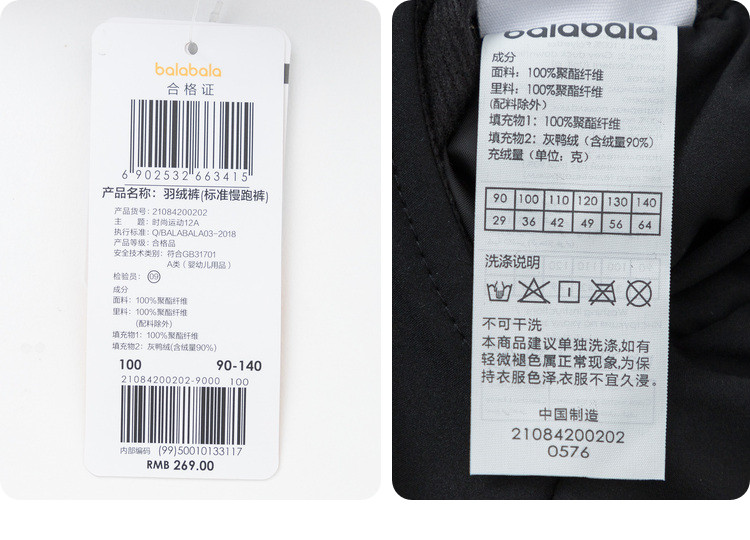 balabala
合格证
6 902532 663415
产品名称：羽绒裤(标准慢跑裤)
产品货号：21084200202
主　题：时尚运动12A
执行标准：Q/BALABALA03-2018
产品等级：合格品
安全技术类别：符合GB31701
A类（婴幼儿用品）
检验员：09
成分
面料：100%聚酯纤维
里料：100%聚酯纤维
(配料除外)
填充物1：100%聚酯纤维
填充物2：灰鸭绒(含绒量90%)
100 90-140
21084200202-9000 100
内部编码 (99)50010133117
RMB 269.00
balabala
成分
面料：100%聚酯纤维
里料：100%聚酯纤维
(配料除外)
填充物1：100%聚酯纤维
填充物2：灰鸭绒（含绒量90%）
充绒量（单位：克）
90 100 110 120 130 140
29 36 42 49 56 64
洗涤说明
不可干洗
本商品建议单独洗涤,如有
轻微褪色属正常现象,为保
持衣服色泽,衣服不宜久浸。
中国制造
21084200202
0576